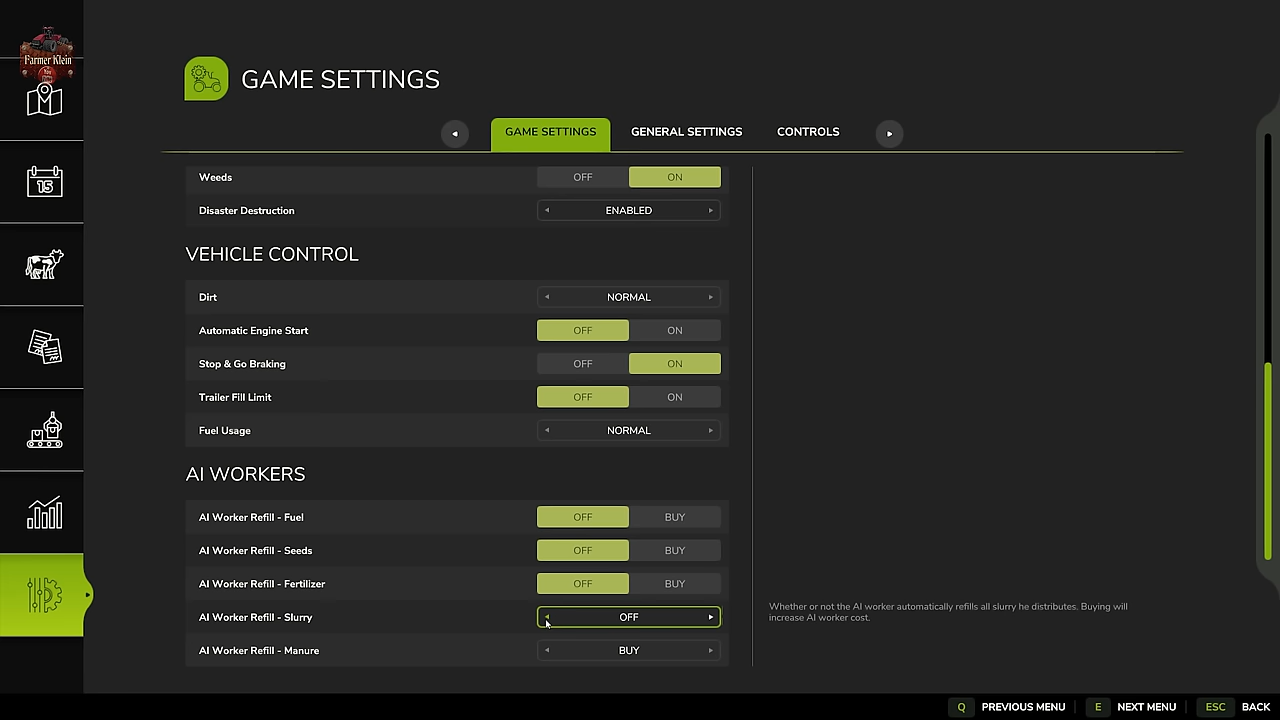 Farmer Klein
You
GAME SETTINGS
GAME SETTINGS GENERAL SETTINGS CONTROLS
15
Weeds OFF ON
Disaster Destruction ENABLED
VEHICLE CONTROL
Dirt NORMAL
Automatic Engine Start OFF ON
Stop & Go Braking OFF ON
Trailer Fill Limit OFF ON
Fuel Usage NORMAL
AI WORKERS
AI Worker Refill - Fuel OFF BUY
AI Worker Refill - Seeds OFF BUY
AI Worker Refill - Fertilizer OFF BUY
AI Worker Refill - Slurry OFF
AI Worker Refill - Manure BUY
Whether or not the AI worker automatically refills all slurry he distributes. Buying will
increase AI worker cost.
Q PREVIOUS MENU E NEXT MENU ESC BACK